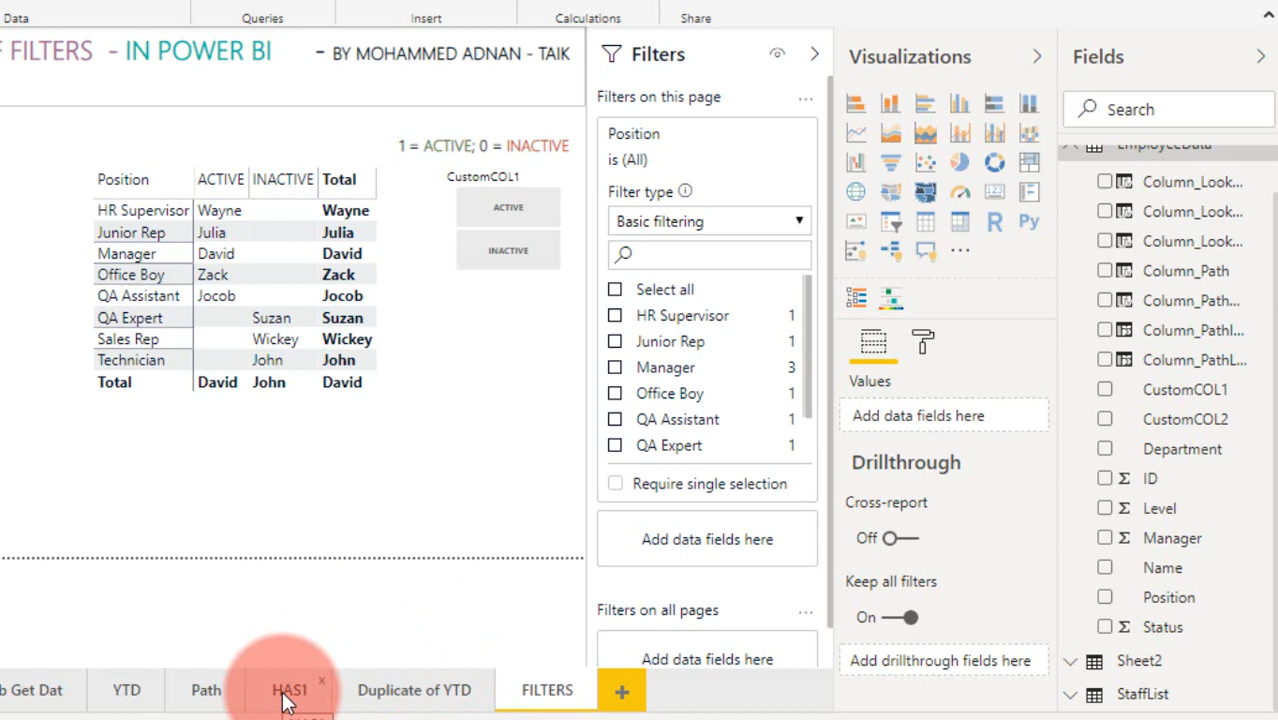 Data Queries Insert Calculations Share
FILTERS - IN POWER BI - BY MOHAMMED ADNAN - TAIK
1 = ACTIVE; 0 = INACTIVE
Position ACTIVE INACTIVE Total
HR Supervisor Wayne Wayne
Junior Rep Julia Julia
Manager David David
Office Boy Zack Zack
QA Assistant Jocob Jocob
QA Expert Suzan Suzan
Sales Rep Wickey Wickey
Technician John John
Total David John David
CustomCOL1
ACTIVE
INACTIVE
Filters
Filters on this page ...
Position
is (All)
Filter type
Basic filtering
Select all
HR Supervisor 1
Junior Rep 1
Manager 3
Office Boy 1
QA Assistant 1
QA Expert 1
Require single selection
Add data fields here
Filters on all pages ...
Add data fields here
Visualizations
R Py
...
Values
Add data fields here
Drillthrough
Cross-report
Off
Keep all filters
On
Add drillthrough fields here
Fields
Search
EmployeeData
Column_Look...
Column_Look...
Column_Look...
Column_Path
Column_Path...
Column_PathI...
Column_PathL...
CustomCOL1
CustomCOL2
Department
Σ ID
Σ Level
Σ Manager
Name
Position
Σ Status
Sheet2
StaffList
b Get Dat YTD Path HAS1 x Duplicate of YTD FILTERS +